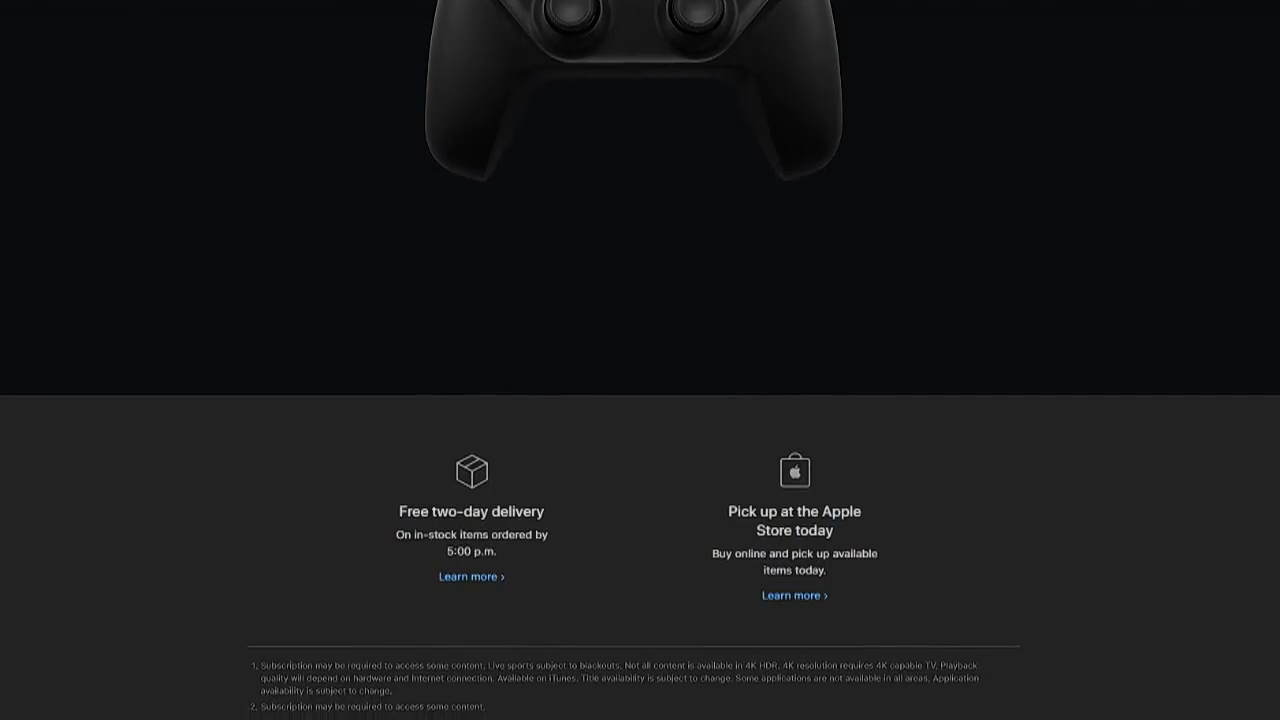 Free two-day delivery
On in-stock items ordered by
5:00 p.m.
Learn more ›
Pick up at the Apple
Store today
Buy online and pick up available
items today.
Learn more ›
1. Subscription may be required to access some content. Live sports subject to blackouts. Not all content is available in 4K HDR. 4K resolution requires 4K capable TV. Playback
quality will depend on hardware and Internet connection. Available on iTunes. Title availability is subject to change. Some applications are not available in all areas. Application
availability is subject to change.
2. Subscription may be required to access some content.